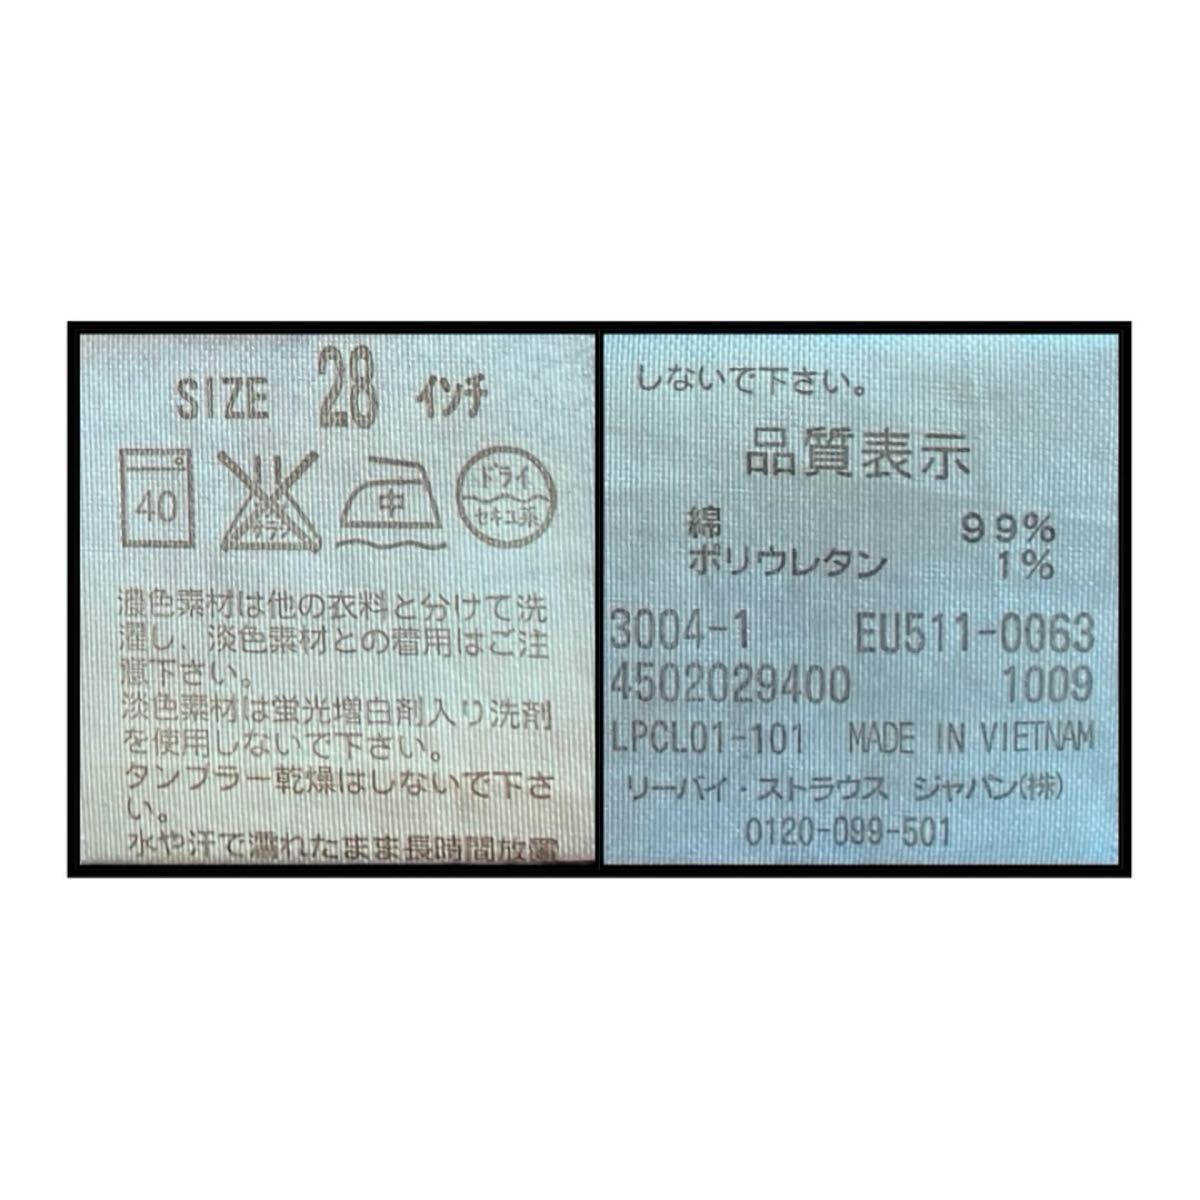 SIZE 28 インチ
40
エンソ
サラシ
中
ドライ
セキユ系
濃色素材は他の衣料と分けて洗
濯し、淡色素材との着用はご注
意下さい。
淡色素材は蛍光増白剤入り洗剤
を使用しないで下さい。
タンブラー乾燥はしないで下さ
い。
水や汗で濡れたまま長時間放置
しないで下さい。
品質表示
綿 99%
ポリウレタン 1%
3004-1 EU511-0063
4502029400 1009
LPCL01-101 MADE IN VIETNAM
リーバイ・ストラウス ジャパン(株)
0120-099-501